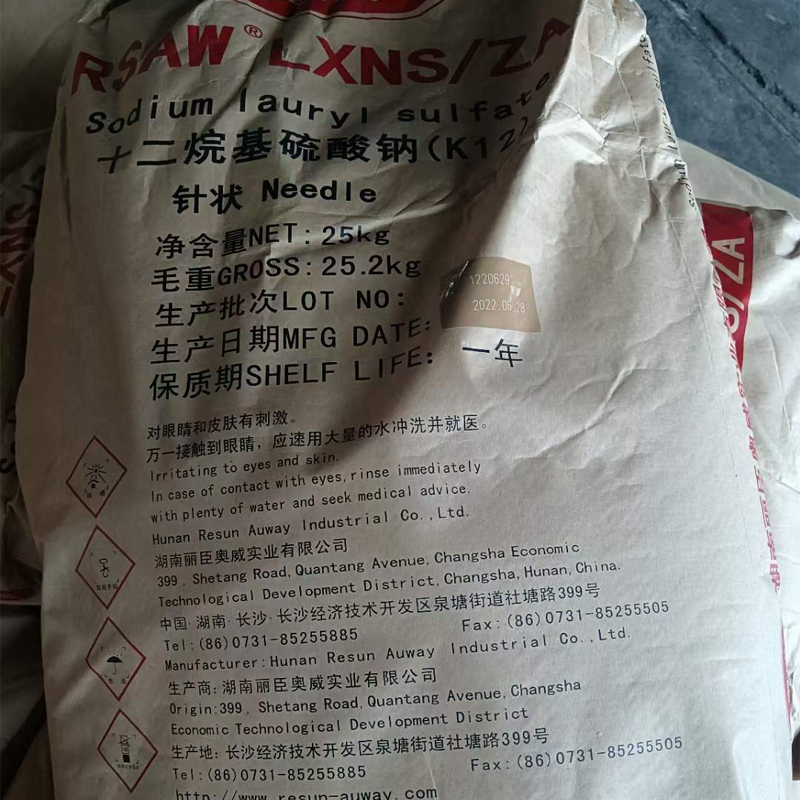 RSAW® LXNS/ZA
Sodium lauryl sulfate
十二烷基硫酸钠(K12)
针状 Needle
净含量NET:25kg
毛重GROSS:25.2kg
生产批次LOT NO:
1220629
生产日期MFG DATE:
2022.06.28
保质期SHELF LIFE: 一年
对眼睛和皮肤有刺激。
万一接触到眼睛，应速用大量的水冲洗并就医。
Irritating to eyes and skin.
In case of contact with eyes,rinse immediately
with plenty of water and seek medical advice.
Hunan Resun Auway Industrial Co.,Ltd.
湖南丽臣奥威实业有限公司
399, Shetang Road,Quantang Avenue,Changsha Economic
Technological Development District,Changsha,Hunan,China.
中国·湖南·长沙·长沙经济技术开发区泉塘街道社塘路399号
Tel:(86)0731-85255885 Fax:(86)0731-85255505
Manufacturer:Hunan Resun Auway Industrial Co.,Ltd.
生产商:湖南丽臣奥威实业有限公司
Origin:399, Shetang Road,Quantang Avenue,Changsha
Economic Technological Development District
生产地:长沙经济技术开发区泉塘街道社塘路399号
Tel:(86)0731-85255885 Fax:(86)0731-85255505
http://www.resun-auway.com
/ZA